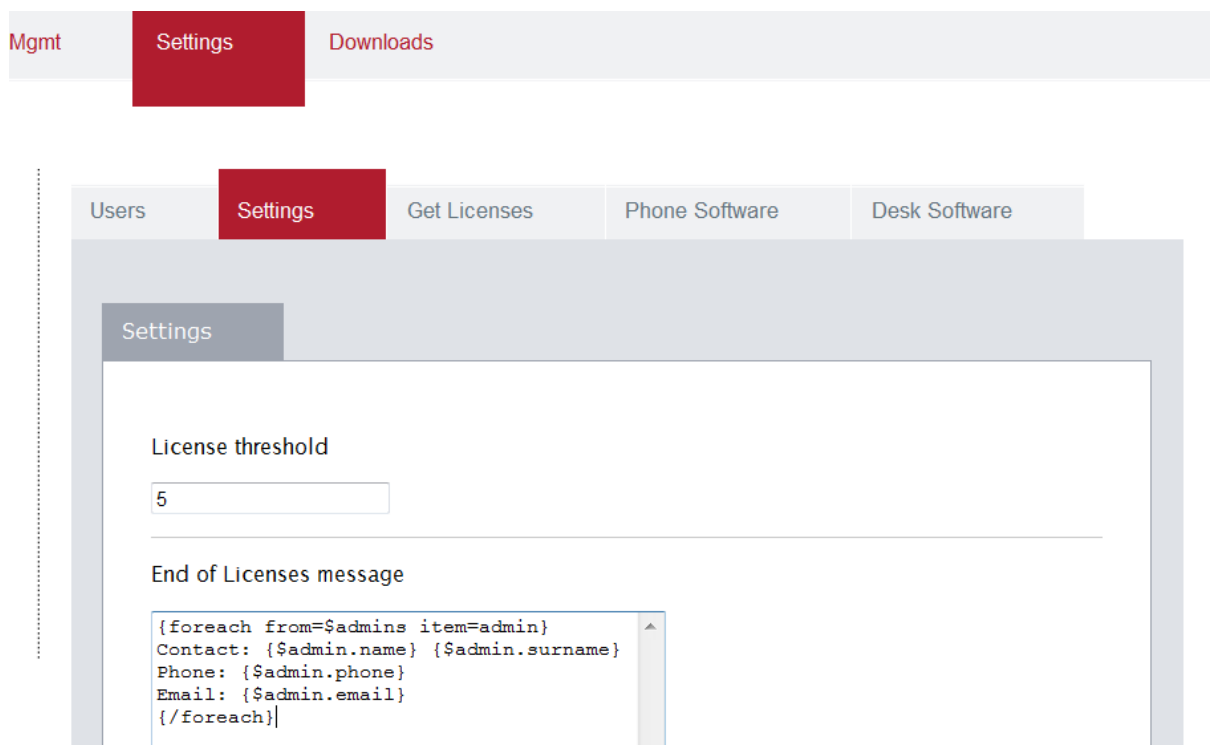 Mgmt Settings Downloads
Users Settings Get Licenses Phone Software Desk Software
Settings
License threshold
5
End of Licenses message
{foreach from=$admins item=admin}
Contact: {$admin.name} {$admin.surname}
Phone: {$admin.phone}
Email: {$admin.email}
{/foreach}